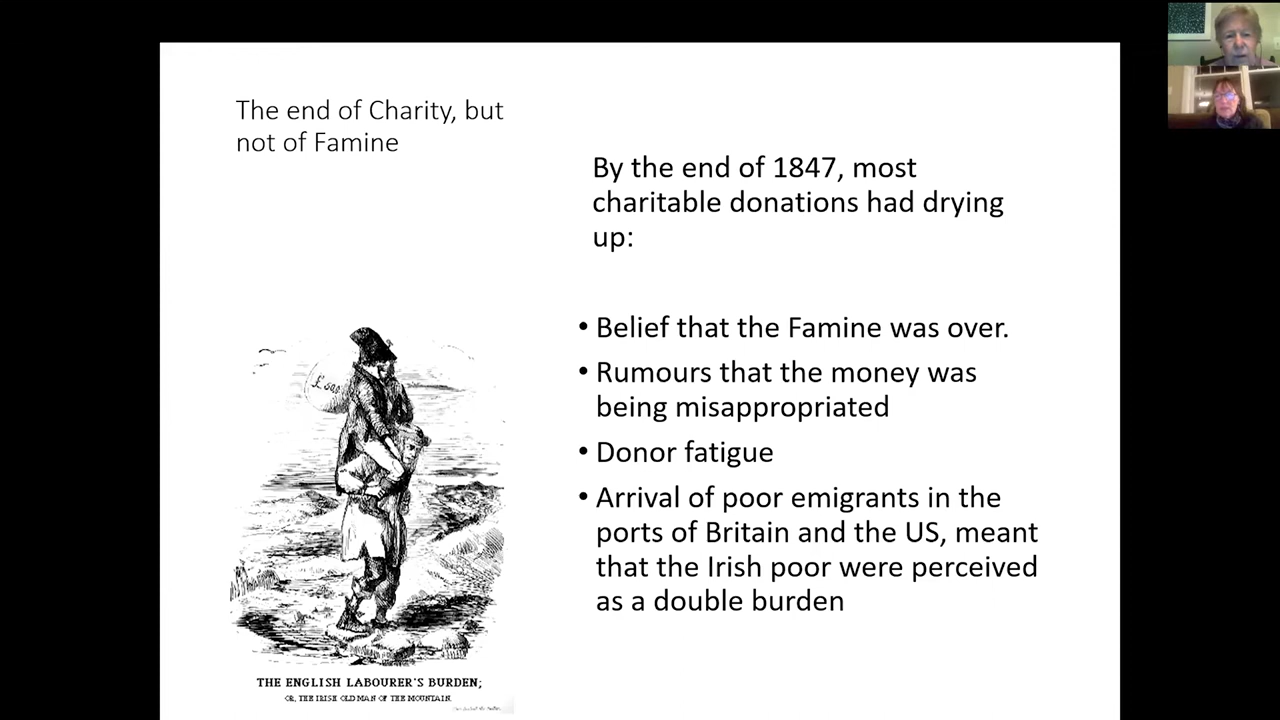 The end of Charity, but
not of Famine
By the end of 1847, most
charitable donations had drying
up:
• Belief that the Famine was over.
• Rumours that the money was
being misappropriated
• Donor fatigue
• Arrival of poor emigrants in the
ports of Britain and the US, meant
that the Irish poor were perceived
as a double burden
THE ENGLISH LABOURER'S BURDEN;
OR, THE IRISH OLD MAN OF THE MOUNTAIN.